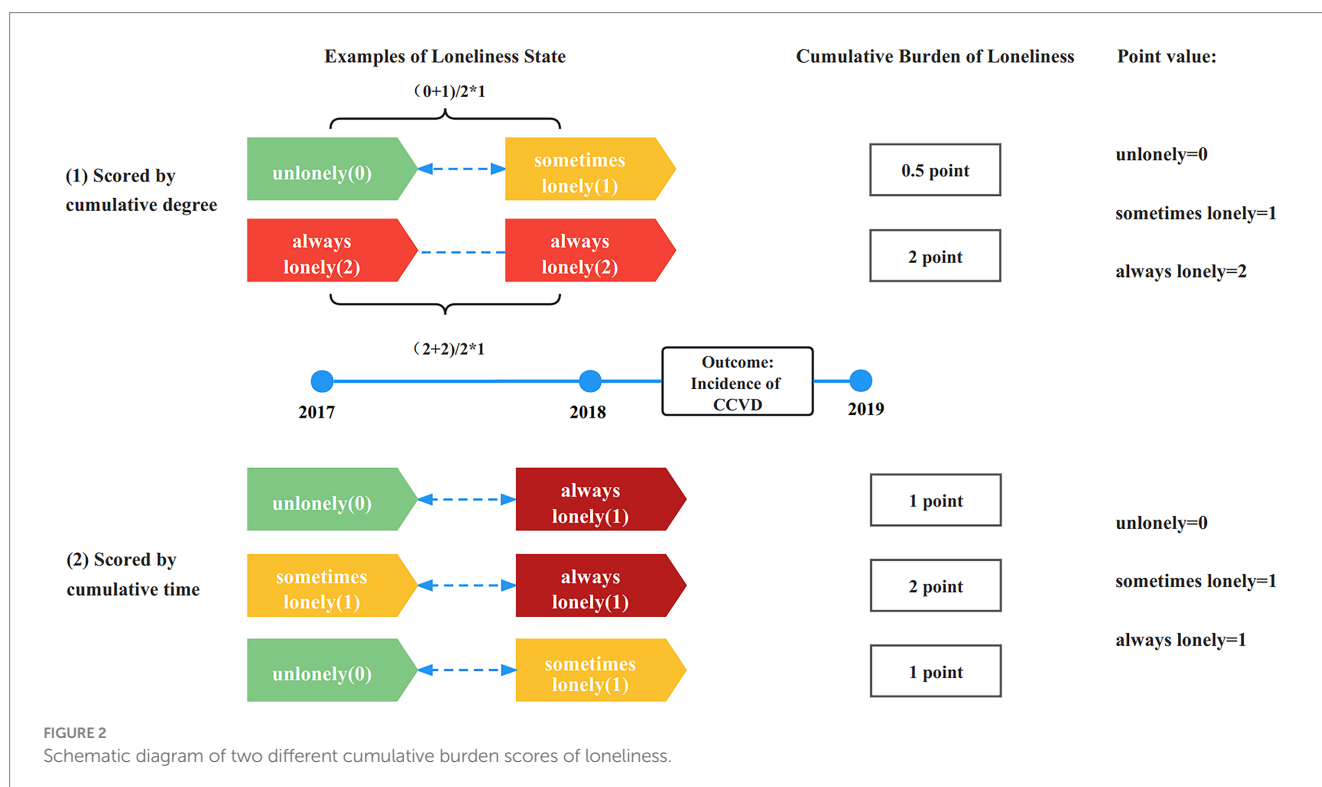 Examples of Loneliness State
Cumulative Burden of Loneliness
Point value:
（0+1)/2*1
(1) Scored by
cumulative degree
unlonely(0)
sometimes
lonely(1)
0.5 point
unlonely=0
sometimes lonely=1
always
lonely(2)
always
lonely(2)
2 point
always lonely=2
（2+2)/2*1
Outcome:
Incidence of
CCVD
2017
2018
2019
(2) Scored by
cumulative time
unlonely(0)
always
lonely(1)
1 point
unlonely=0
sometimes
lonely(1)
always
lonely(1)
2 point
sometimes lonely=1
unlonely(0)
sometimes
lonely(1)
1 point
always lonely=1
FIGURE 2
Schematic diagram of two different cumulative burden scores of loneliness.